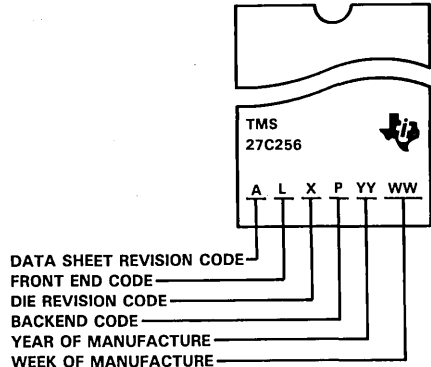 TMS
27C256
A L X P YY WW
DATA SHEET REVISION CODE
FRONT END CODE
DIE REVISION CODE
BACKEND CODE
YEAR OF MANUFACTURE
WEEK OF MANUFACTURE